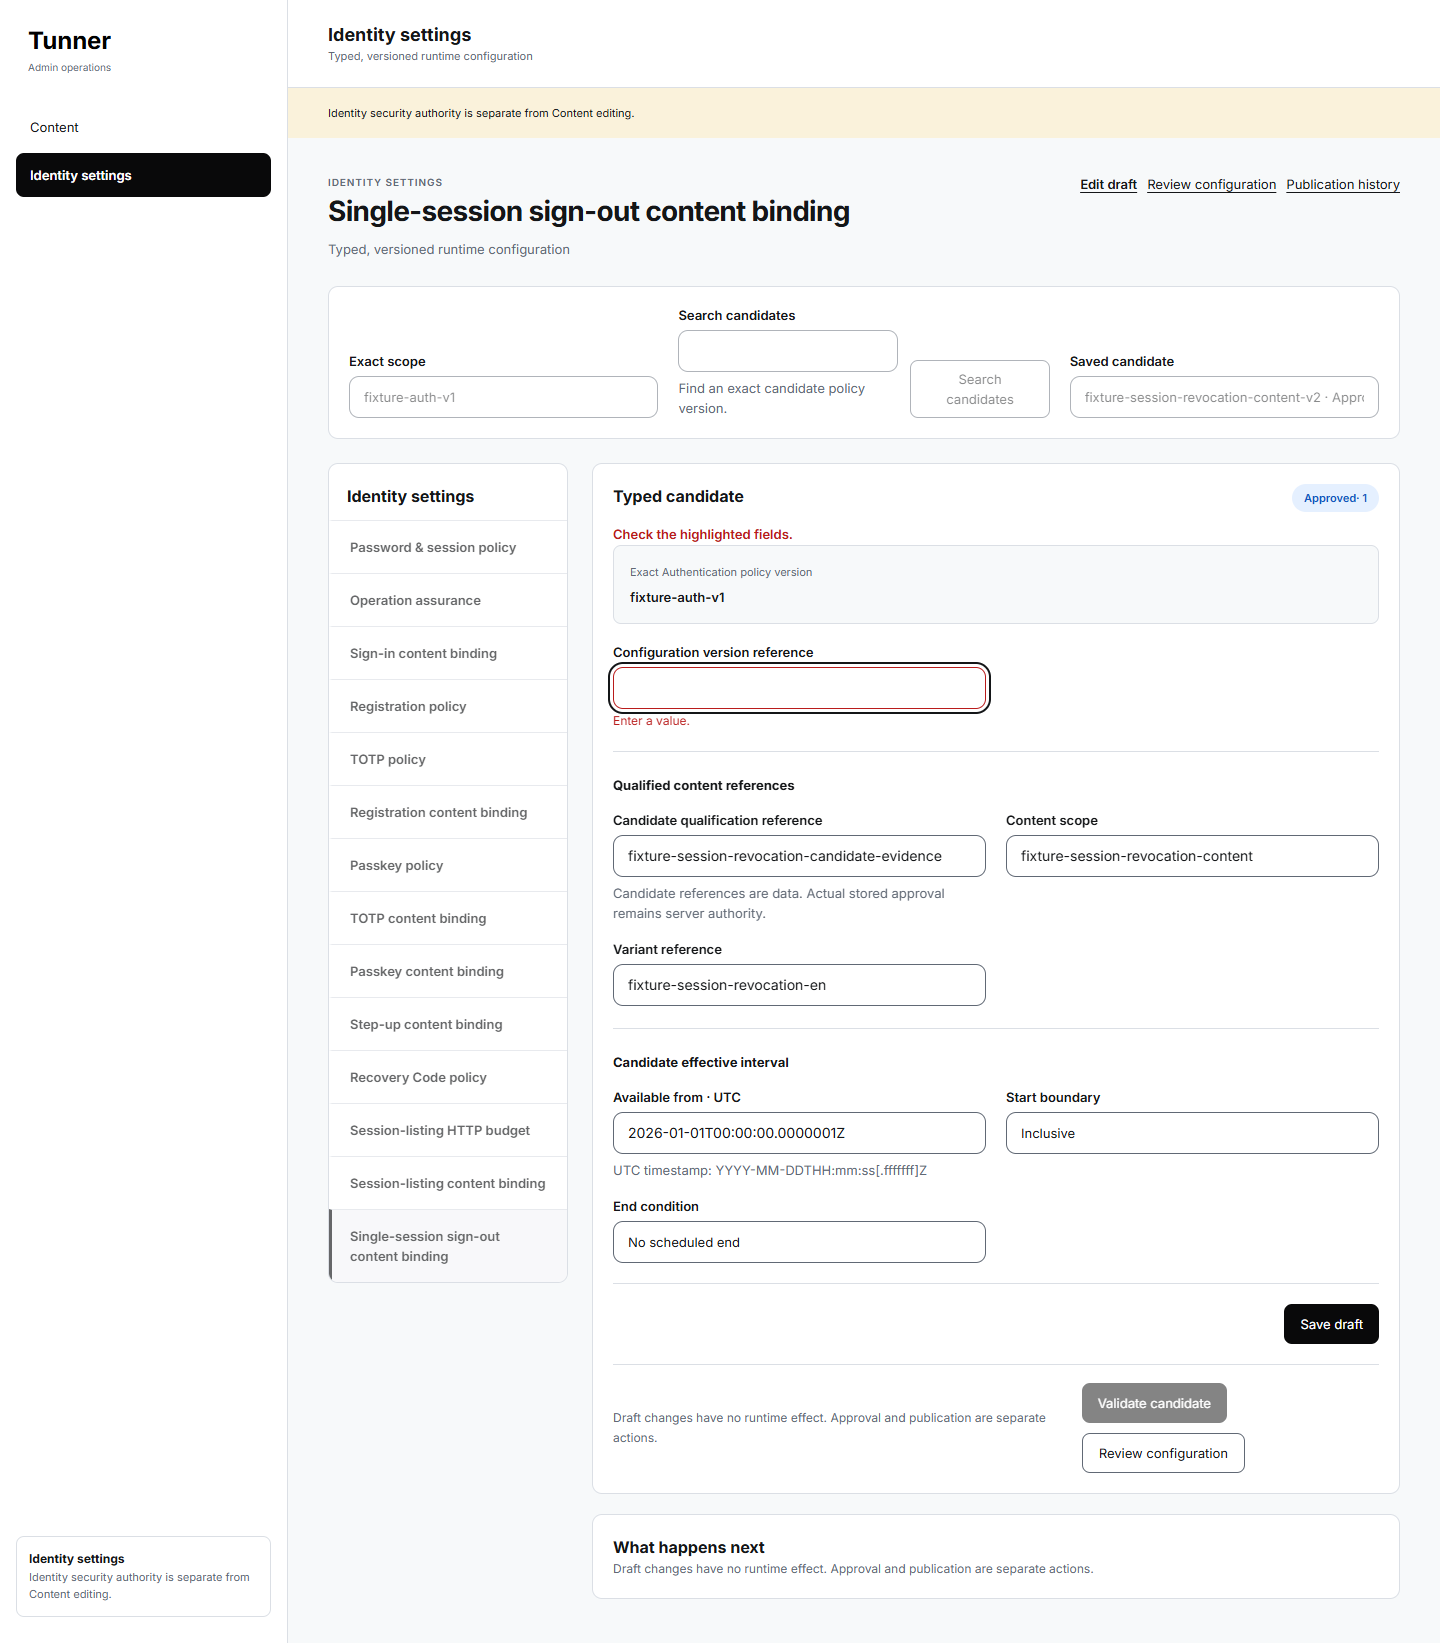 Tunner
Admin operations
Content
Identity settings
Identity settings
Identity security authority is separate from
Content editing.
Identity settings
Typed, versioned runtime configuration
Identity security authority is separate from Content editing.
IDENTITY SETTINGS
Single-session sign-out content binding
Typed, versioned runtime configuration
Edit draft Review configuration Publication history
Exact scope
fixture-auth-v1
Search candidates
Find an exact candidate policy
version.
Search
candidates
Saved candidate
fixture-session-revocation-content-v2 · Appr
Identity settings
Password & session policy
Operation assurance
Sign-in content binding
Registration policy
TOTP policy
Registration content binding
Passkey policy
TOTP content binding
Passkey content binding
Step-up content binding
Recovery Code policy
Session-listing HTTP budget
Session-listing content binding
Single-session sign-out
content binding
Typed candidate
Approved· 1
Check the highlighted fields.
Exact Authentication policy version
fixture-auth-v1
Configuration version reference
Enter a value.
Qualified content references
Candidate qualification reference
fixture-session-revocation-candidate-evidence
Candidate references are data. Actual stored approval
remains server authority.
Content scope
fixture-session-revocation-content
Variant reference
fixture-session-revocation-en
Candidate effective interval
Available from · UTC
2026-01-01T00:00:00.0000001Z
UTC timestamp: YYYY-MM-DDTHH:mm:ss[.fffffff]Z
Start boundary
Inclusive
End condition
No scheduled end
Save draft
Draft changes have no runtime effect. Approval and publication are separate
actions.
Validate candidate
Review configuration
What happens next
Draft changes have no runtime effect. Approval and publication are separate actions.